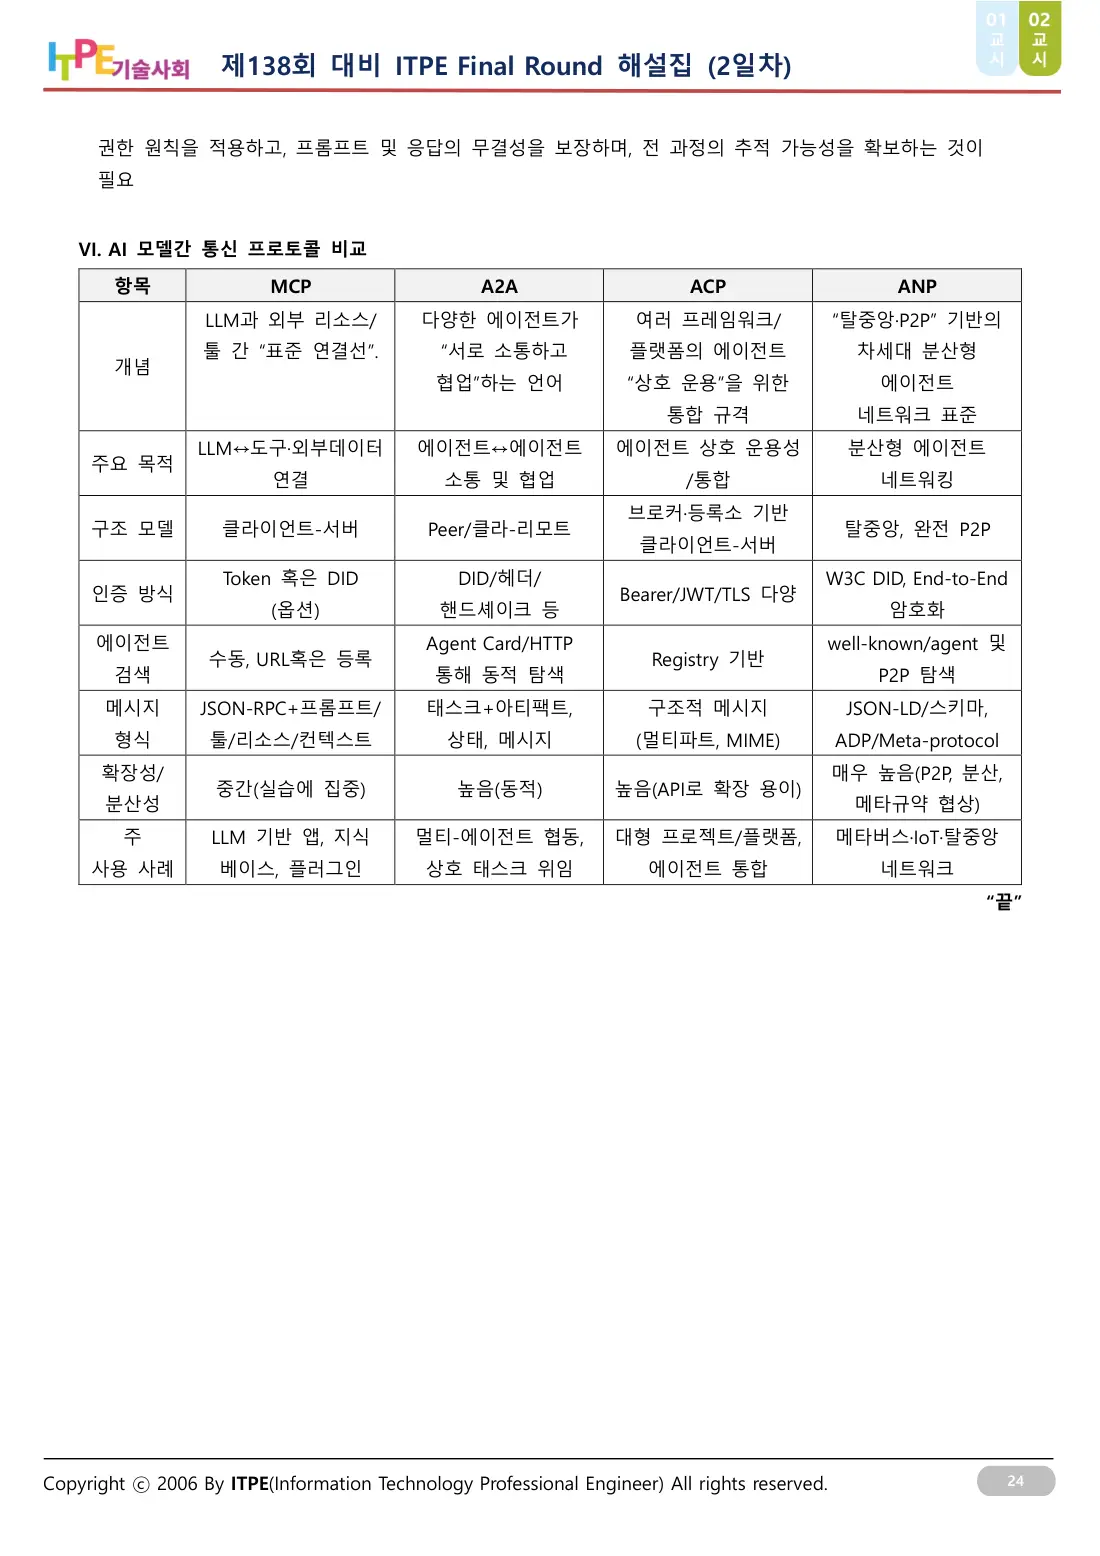 ITPE기술사회 제138회 대비 ITPE Final Round 해설집 (2일차)
01 교시
02 교시
권한 원칙을 적용하고, 프롬프트 및 응답의 무결성을 보장하며, 전 과정의 추적 가능성을 확보하는 것이
필요
VI. AI 모델간 통신 프로토콜 비교
항목 MCP A2A ACP ANP
개념
LLM과 외부 리소스/
툴 간 “표준 연결선”.
다양한 에이전트가
“서로 소통하고
협업”하는 언어
여러 프레임워크/
플랫폼의 에이전트
“상호 운용”을 위한
통합 규격
“탈중앙·P2P” 기반의
차세대 분산형
에이전트
네트워크 표준
주요 목적
LLM↔도구·외부데이터
연결
에이전트↔에이전트
소통 및 협업
에이전트 상호 운용성
/통합
분산형 에이전트
네트워킹
구조 모델
클라이언트-서버
Peer/클라-리모트
브로커·등록소 기반
클라이언트-서버
탈중앙, 완전 P2P
인증 방식
Token 혹은 DID
(옵션)
DID/헤더/
핸드셰이크 등
Bearer/JWT/TLS 다양
W3C DID, End-to-End
암호화
에이전트
검색
수동, URL혹은 등록
Agent Card/HTTP
통해 동적 탐색
Registry 기반
well-known/agent 및
P2P 탐색
메시지
형식
JSON-RPC+프롬프트/
툴/리소스/컨텍스트
태스크+아티팩트,
상태, 메시지
구조적 메시지
(멀티파트, MIME)
JSON-LD/스키마,
ADP/Meta-protocol
확장성/
분산성
중간(실습에 집중)
높음(동적)
높음(API로 확장 용이)
매우 높음(P2P, 분산,
메타규약 협상)
주
사용 사례
LLM 기반 앱, 지식
베이스, 플러그인
멀티-에이전트 협동,
상호 태스크 위임
대형 프로젝트/플랫폼,
에이전트 통합
메타버스·IoT·탈중앙
네트워크
“끝”
Copyright ⓒ 2006 By ITPE(Information Technology Professional Engineer) All rights reserved.
24